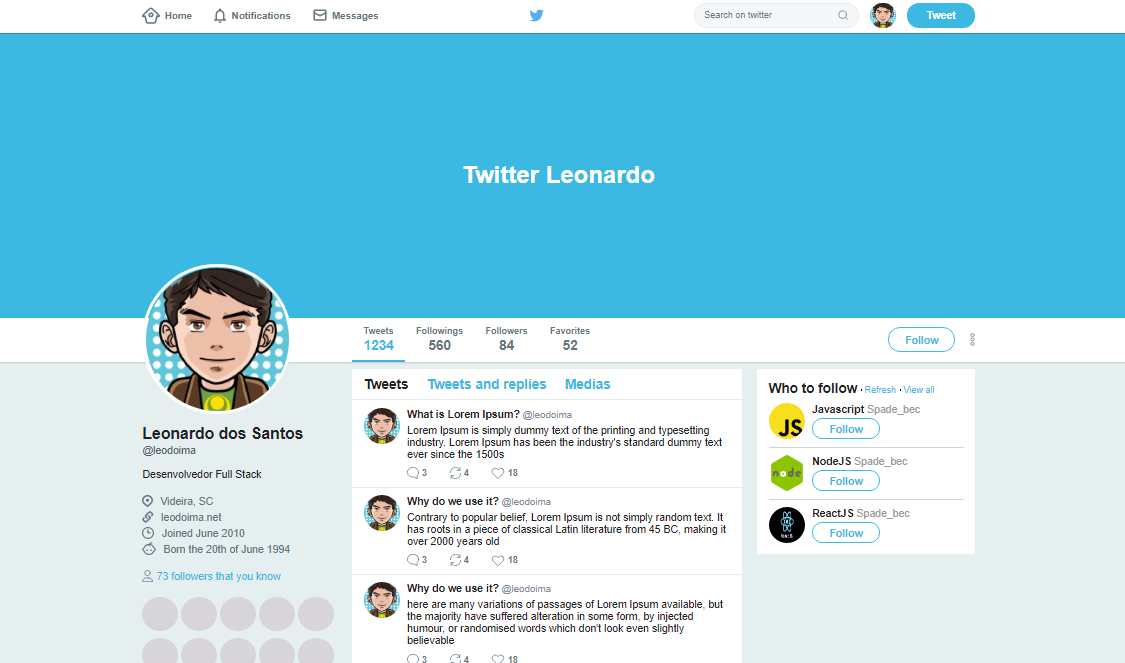 Home Notifications Messages Search on twitter Tweet
Twitter Leonardo
Tweets Followings Followers Favorites
1234 560 84 52
Follow
Leonardo dos Santos
@leodoima
Desenvolvedor Full Stack
Videira, SC
leodoima.net
Joined June 2010
Born the 20th of June 1994
73 followers that you know
Tweets Tweets and replies Medias
What is Lorem Ipsum? @leodoima
Lorem Ipsum is simply dummy text of the printing and typesetting
industry. Lorem Ipsum has been the industry's standard dummy text
ever since the 1500s
3 4 18
Why do we use it? @leodoima
Contrary to popular belief, Lorem Ipsum is not simply random text. It
has roots in a piece of classical Latin literature from 45 BC, making it
over 2000 years old
3 4 18
Why do we use it? @leodoima
here are many variations of passages of Lorem Ipsum available, but
the majority have suffered alteration in some form, by injected
humour, or randomised words which don't look even slightly
believable
3 4 18
Who to follow · Refresh · View all
JS
Javascript Spade_bec
Follow
node
NodeJS Spade_bec
Follow
ReactJS Spade_bec
Follow